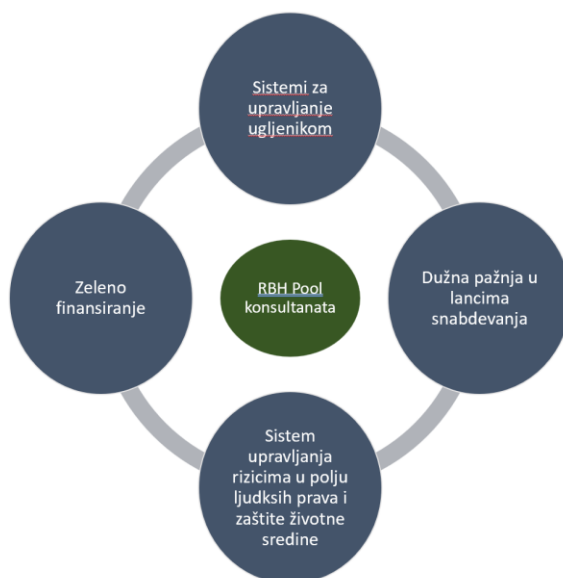 Sistemi za
upravljanje
ugljenikom
Zeleno
finansiranje
RBH Pool
konsultanata
Dužna pažnja u
lancima
snabdevanja
Sistem
upravljanja
rizicima u polju
ljudksih prava i
zaštite životne
sredine